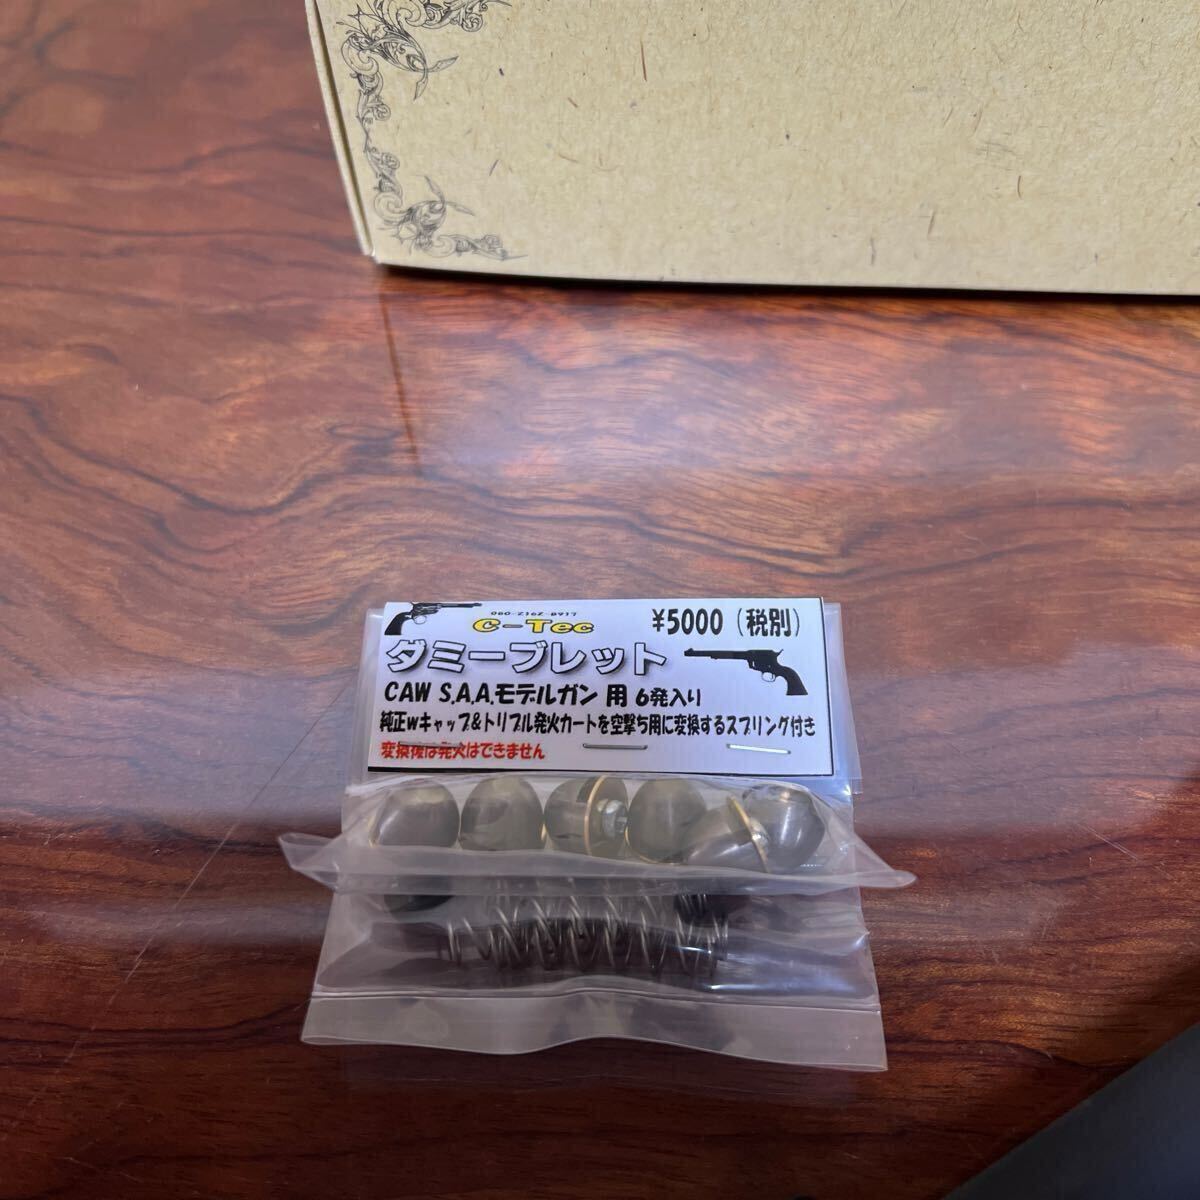 080-2162-8917
C-Tec
¥5000（税別）
ダミーブレット
CAW S.A.A.モデルガン 用 6発入り
純正wキャップ&トリプル発火カートを空撃ち用に変換するスプリング付き
変換後は発火はできません